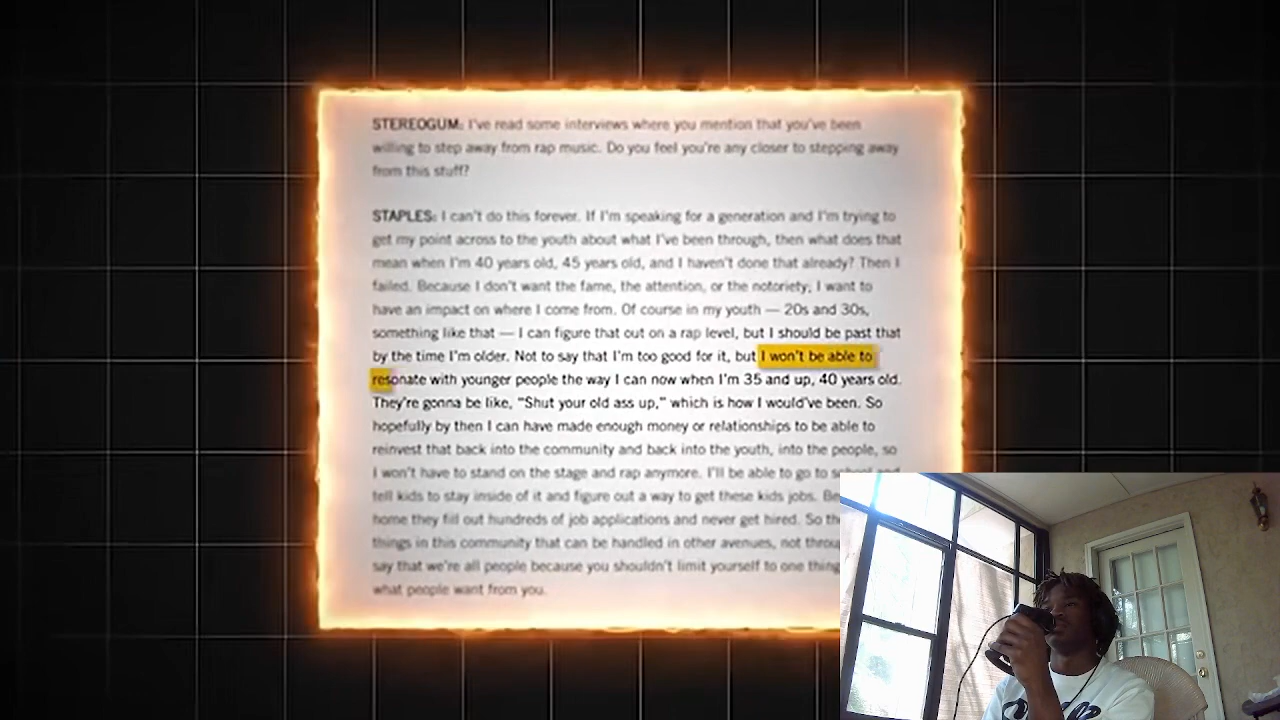 STEREOGUM: I've read some interviews where you mention that you've been
willing to step away from rap music. Do you feel you're any closer to stepping away
from this stuff?
STAPLES: I can't do this forever. If I'm speaking for a generation and I'm trying to
get my point across to the youth about what I've been through, then what does that
mean when I'm 40 years old, 45 years old, and I haven't done that already? Then I
failed. Because I don't want the fame, the attention, or the notoriety; I want to
have an impact on where I come from. Of course in my youth — 20s and 30s,
something like that — I can figure that out on a rap level, but I should be past that
by the time I'm older. Not to say that I'm too good for it, but I won't be able to
resonate with younger people the way I can now when I'm 35 and up, 40 years old.
They're gonna be like, "Shut your old ass up," which is how I would've been. So
hopefully by then I can have made enough money or relationships to be able to
reinvest that back into the community and back into the youth, into the people, so
I won't have to stand on the stage and rap anymore. I'll be able to go to school and
tell kids to stay inside of it and figure out a way to get these kids jobs.
home they fill out hundreds of job applications and never get hired. So
things in this community that can be handled in other avenues, not
say that we're all people because you shouldn't limit yourself to one thing
what people want from you.